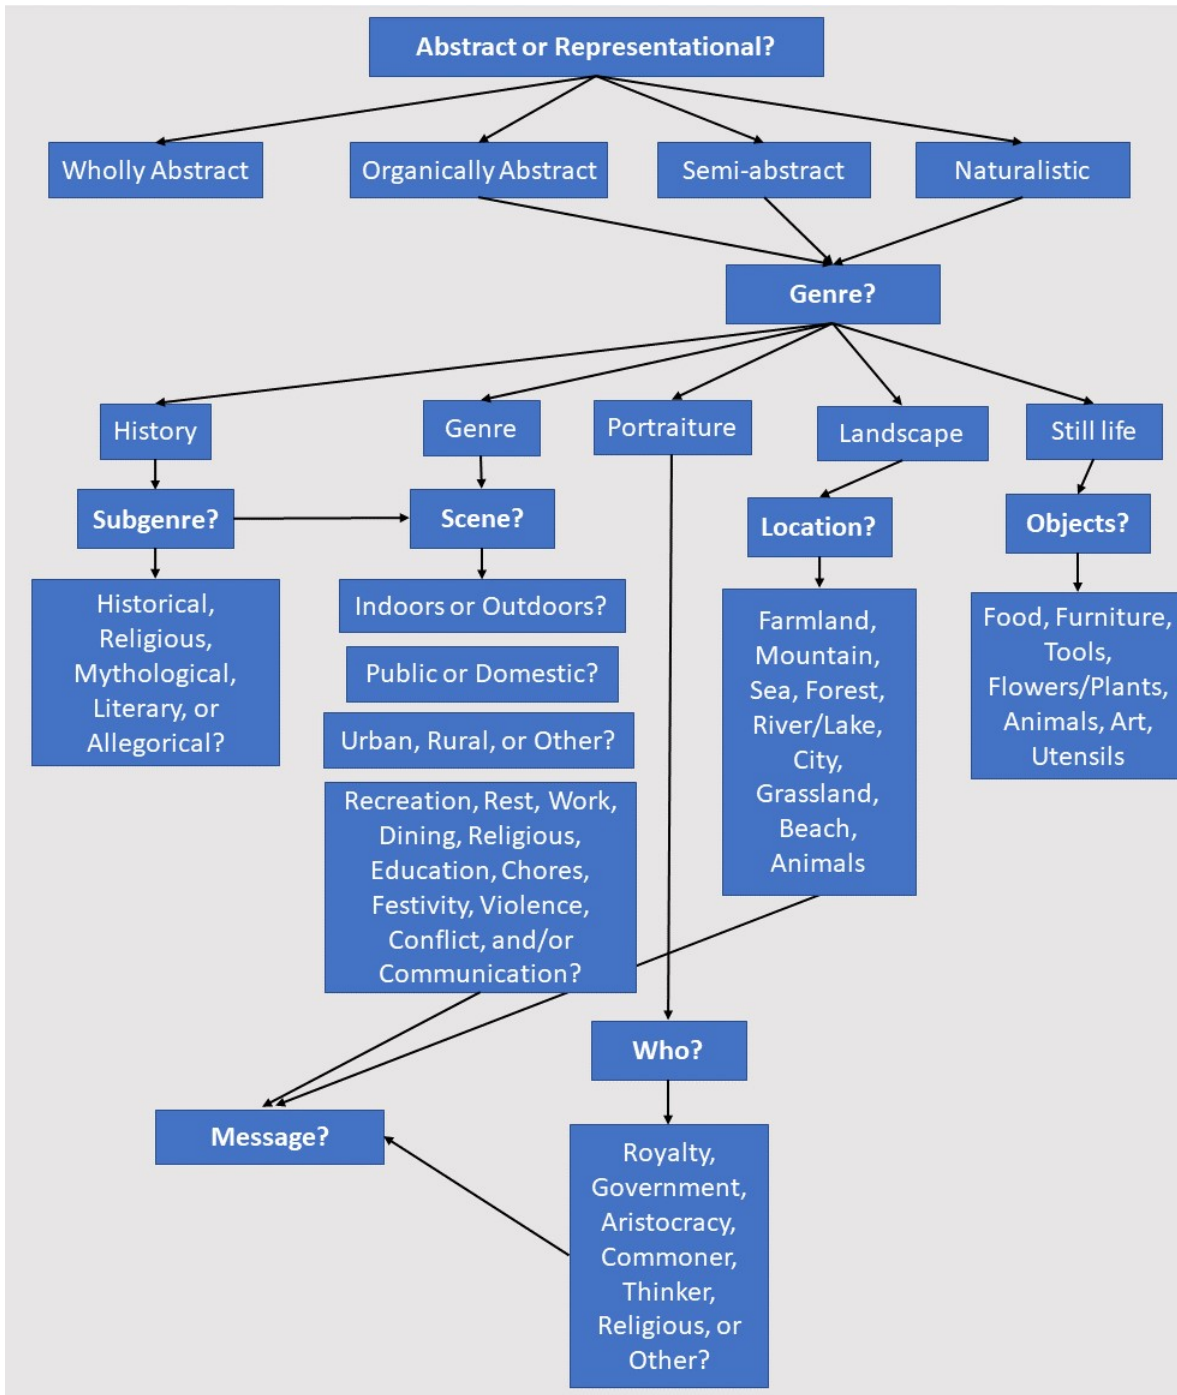 Abstract or Representational?
Wholly Abstract
Organically Abstract
Semi-abstract
Naturalistic
Genre?
History
Genre
Portraiture
Landscape
Still life
Subgenre?
Scene?
Location?
Objects?
Historical,
Religious,
Mythological,
Literary, or
Allegorical?
Indoors or Outdoors?
Public or Domestic?
Urban, Rural, or Other?
Recreation, Rest, Work,
Dining, Religious,
Education, Chores,
Festivity, Violence,
Conflict, and/or
Communication?
Farmland,
Mountain,
Sea, Forest,
River/Lake,
City,
Grassland,
Beach,
Animals
Food, Furniture,
Tools,
Flowers/Plants,
Animals, Art,
Utensils
Who?
Message?
Royalty,
Government,
Aristocracy,
Commoner,
Thinker,
Religious, or
Other?